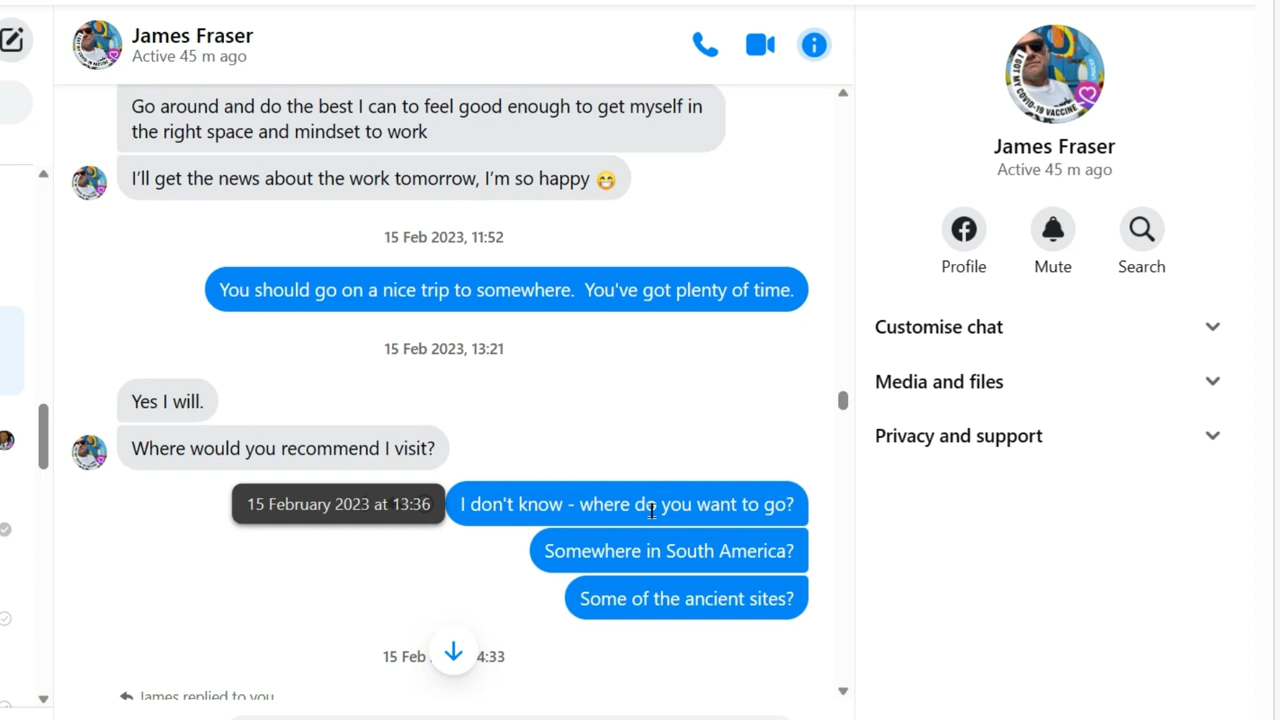 James Fraser
Active 45 m ago
Go around and do the best I can to feel good enough to get myself in
the right space and mindset to work
I'll get the news about the work tomorrow, I'm so happy 😁
15 Feb 2023, 11:52
You should go on a nice trip to somewhere.  You've got plenty of time.
15 Feb 2023, 13:21
Yes I will.
Where would you recommend I visit?
15 February 2023 at 13:36
I don't know - where do you want to go?
Somewhere in South America?
Some of the ancient sites?
15 Feb 4:33
James replied to you
I GOT MY COVID-19 VACCINE
James Fraser
Active 45 m ago
Profile
Mute
Search
Customise chat
Media and files
Privacy and support